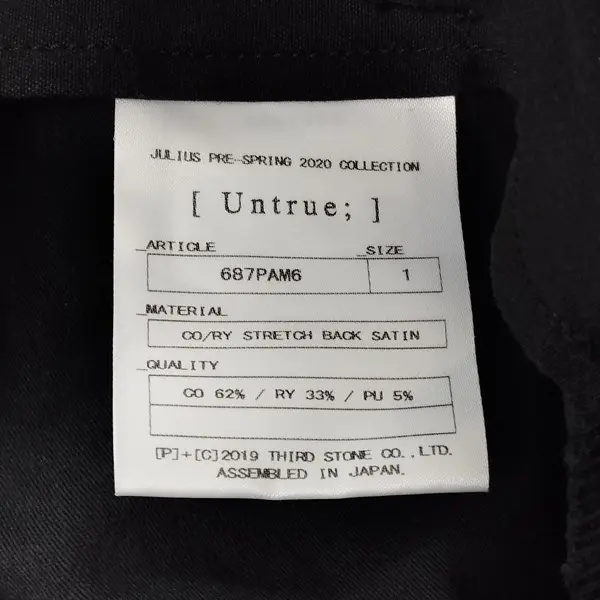 JULIUS PRE-SPRING 2020 COLLECTION
[ Untrue; ]
_ARTICLE _SIZE
687PAM6 1
_MATERIAL
CO/RY STRETCH BACK SATIN
_QUALITY
CO 62% / RY 33% / PU 5%
[P]+[C]2019 THIRD STONE CO.,LTD.
ASSEMBLED IN JAPAN.